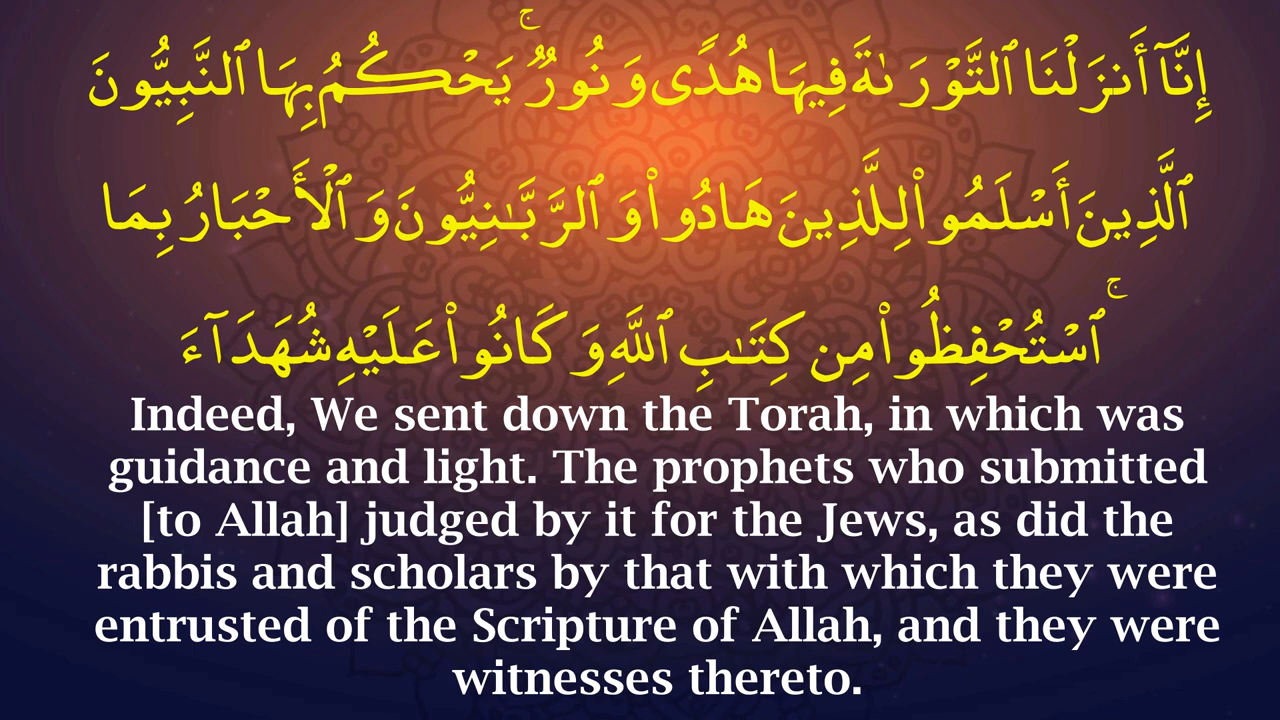 إِنَّآ أَنزَلْنَا ٱلتَّوْرَىٰةَ فِيهَا هُدًى وَنُورٌ ۚ يَحْكُمُ بِهَا ٱلنَّبِيُّونَ
ٱلَّذِينَ أَسْلَمُوا۟ لِلَّذِينَ هَادُوا۟ وَٱلرَّبَّـٰنِيُّونَ وَٱلْأَحْبَارُ بِمَا
ٱسْتُحْفِظُوا۟ مِن كِتَـٰبِ ٱللَّهِ وَكَانُوا۟ عَلَيْهِ شُهَدَآءَ ۚ
Indeed, We sent down the Torah, in which was
guidance and light. The prophets who submitted
[to Allah] judged by it for the Jews, as did the
rabbis and scholars by that with which they were
entrusted of the Scripture of Allah, and they were
witnesses thereto.